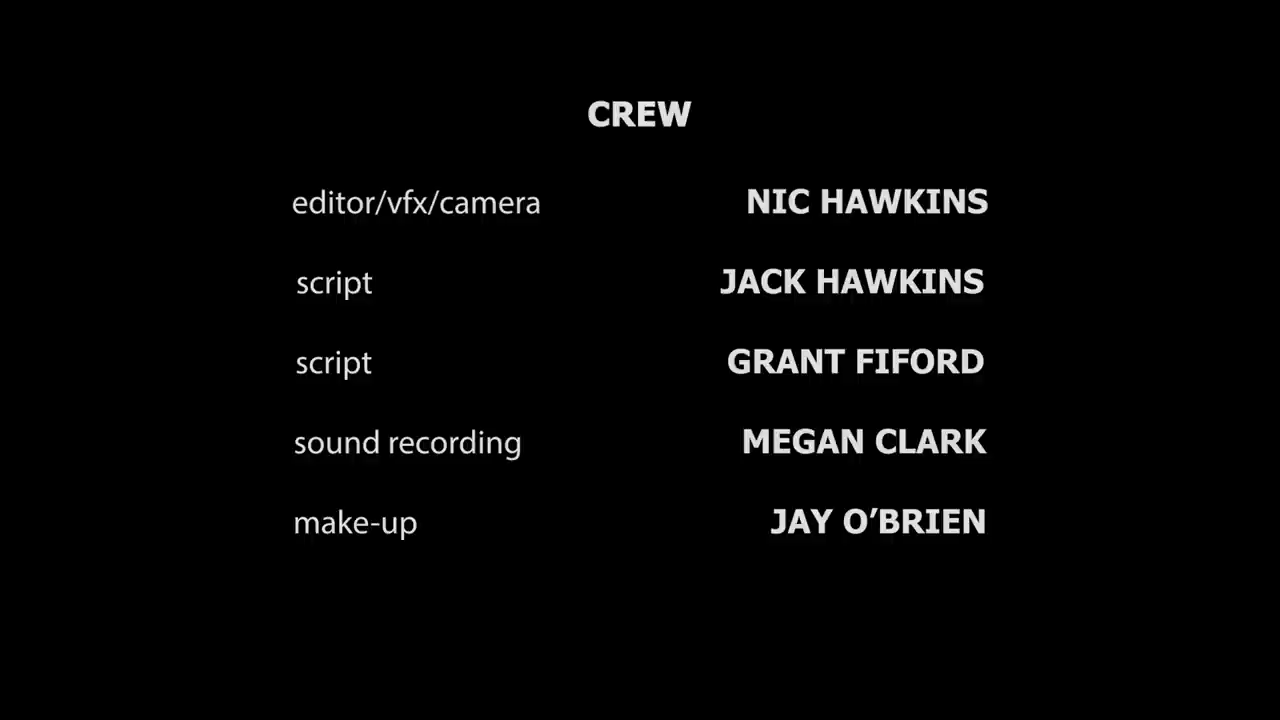 CREW
editor/vfx/camera NIC HAWKINS
script JACK HAWKINS
script GRANT FIFORD
sound recording MEGAN CLARK
make-up JAY O’BRIEN